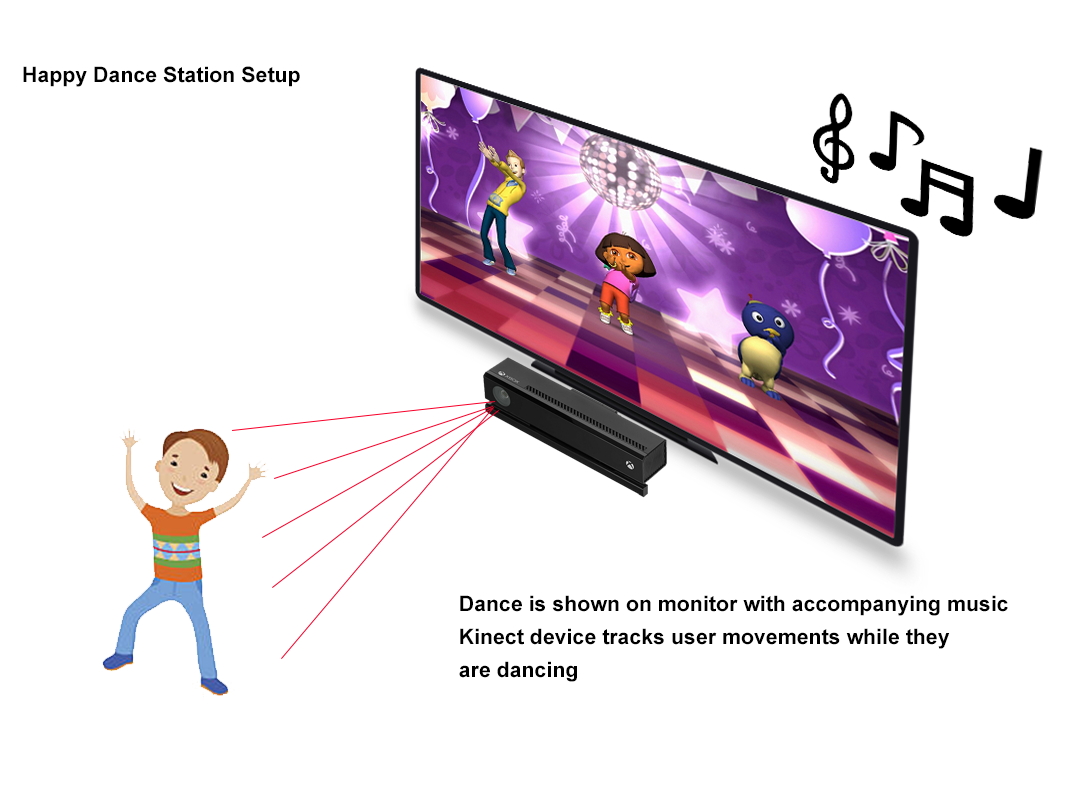 Happy Dance Station Setup
Dance is shown on monitor with accompanying music
Kinect device tracks user movements while they
are dancing